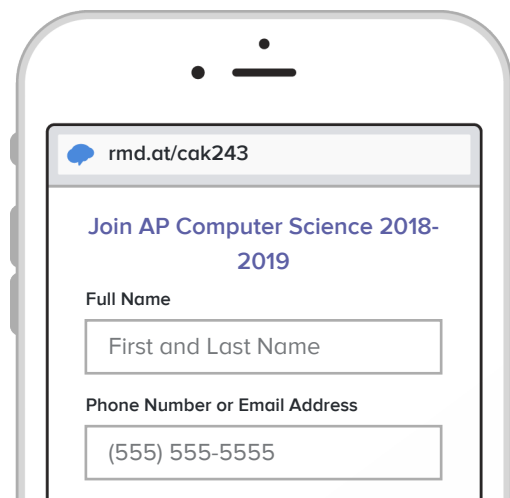 rmd.at/cak243
Join AP Computer Science 2018-
2019
Full Name
First and Last Name
Phone Number or Email Address
(555) 555-5555